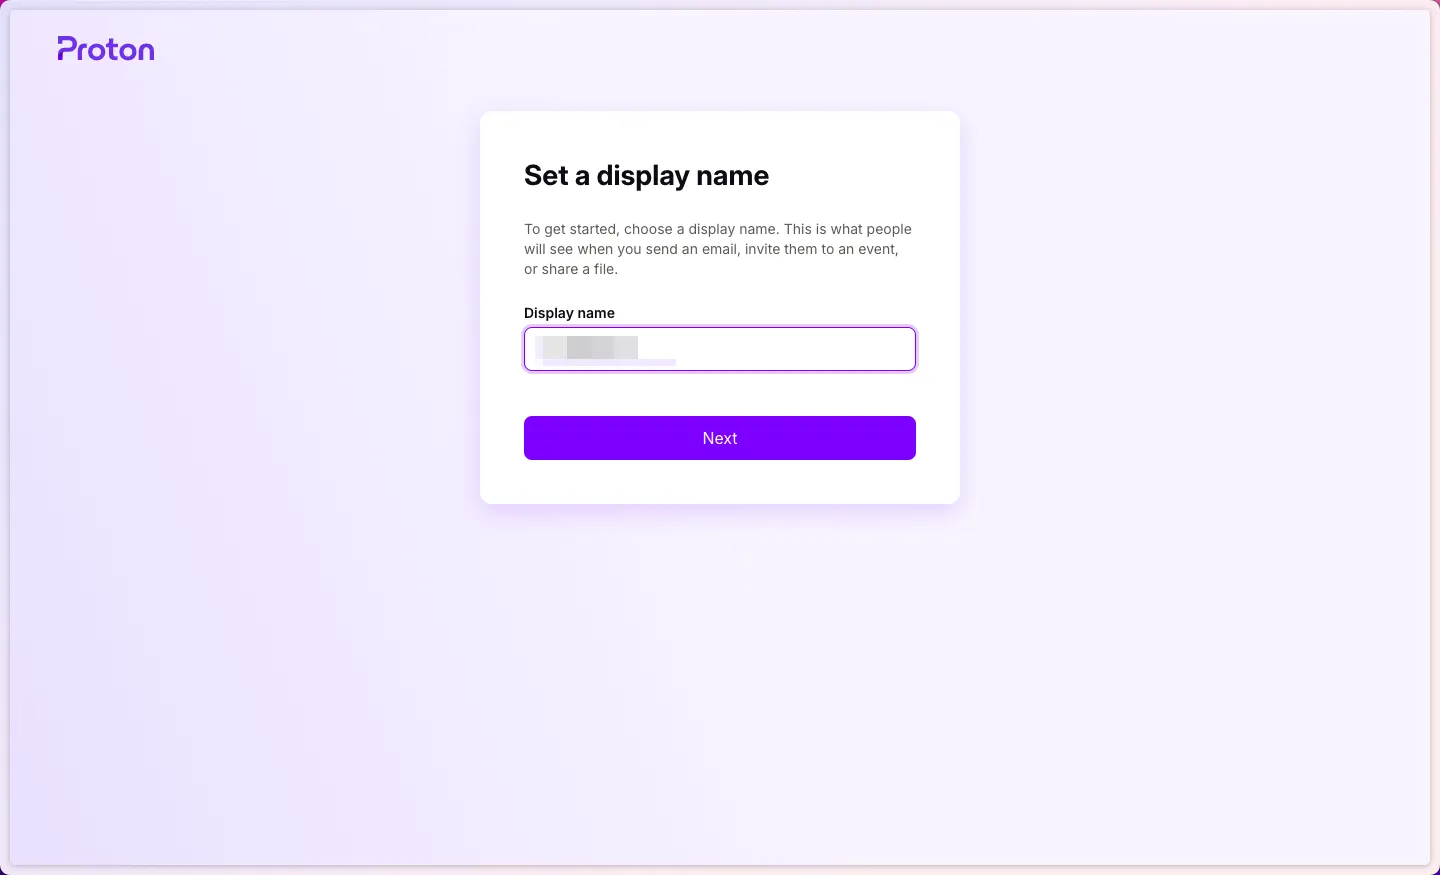 Proton
Set a display name
To get started, choose a display name. This is what people
will see when you send an email, invite them to an event,
or share a file.
Display name
Next